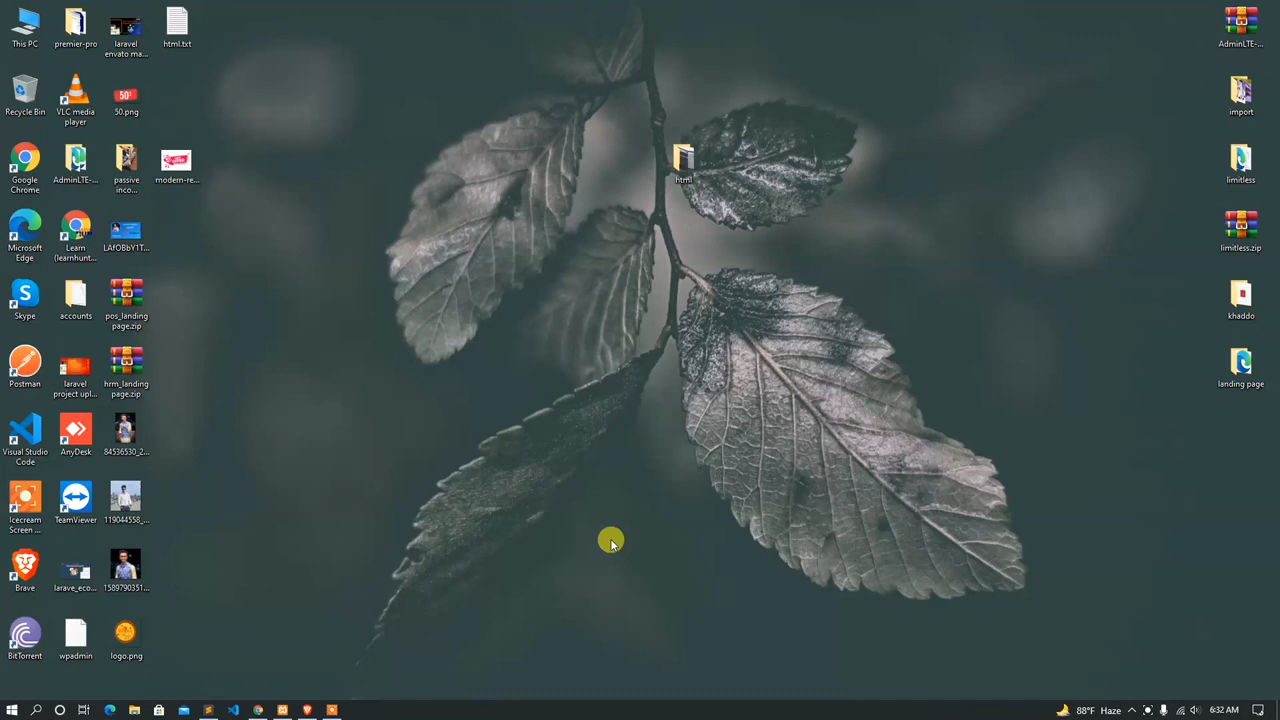 This PC
premier-pro
laravel
envato ma...
html.txt
Recycle Bin
VLC media
player
50%
50.png
Google
Chrome
AdminLTE-...
passive
inco...
modern-re...
Microsoft
Edge
Learn
(learnhunt...
LAfOBbY1T...
Skype
accounts
pos_landing
page.zip
Postman
laravel
project upl...
hrm_landing
page.zip
Visual Studio
Code
AnyDesk
84536530_2...
Icecream
Screen ...
TeamViewer
119044558_...
Brave
larave_eco...
1589790351...
BitTorrent
wpadmin
logo.png
html
AdminLTE-...
import
limitless
limitless.zip
khaddo
landing page
88°F Haze
6:32 AM